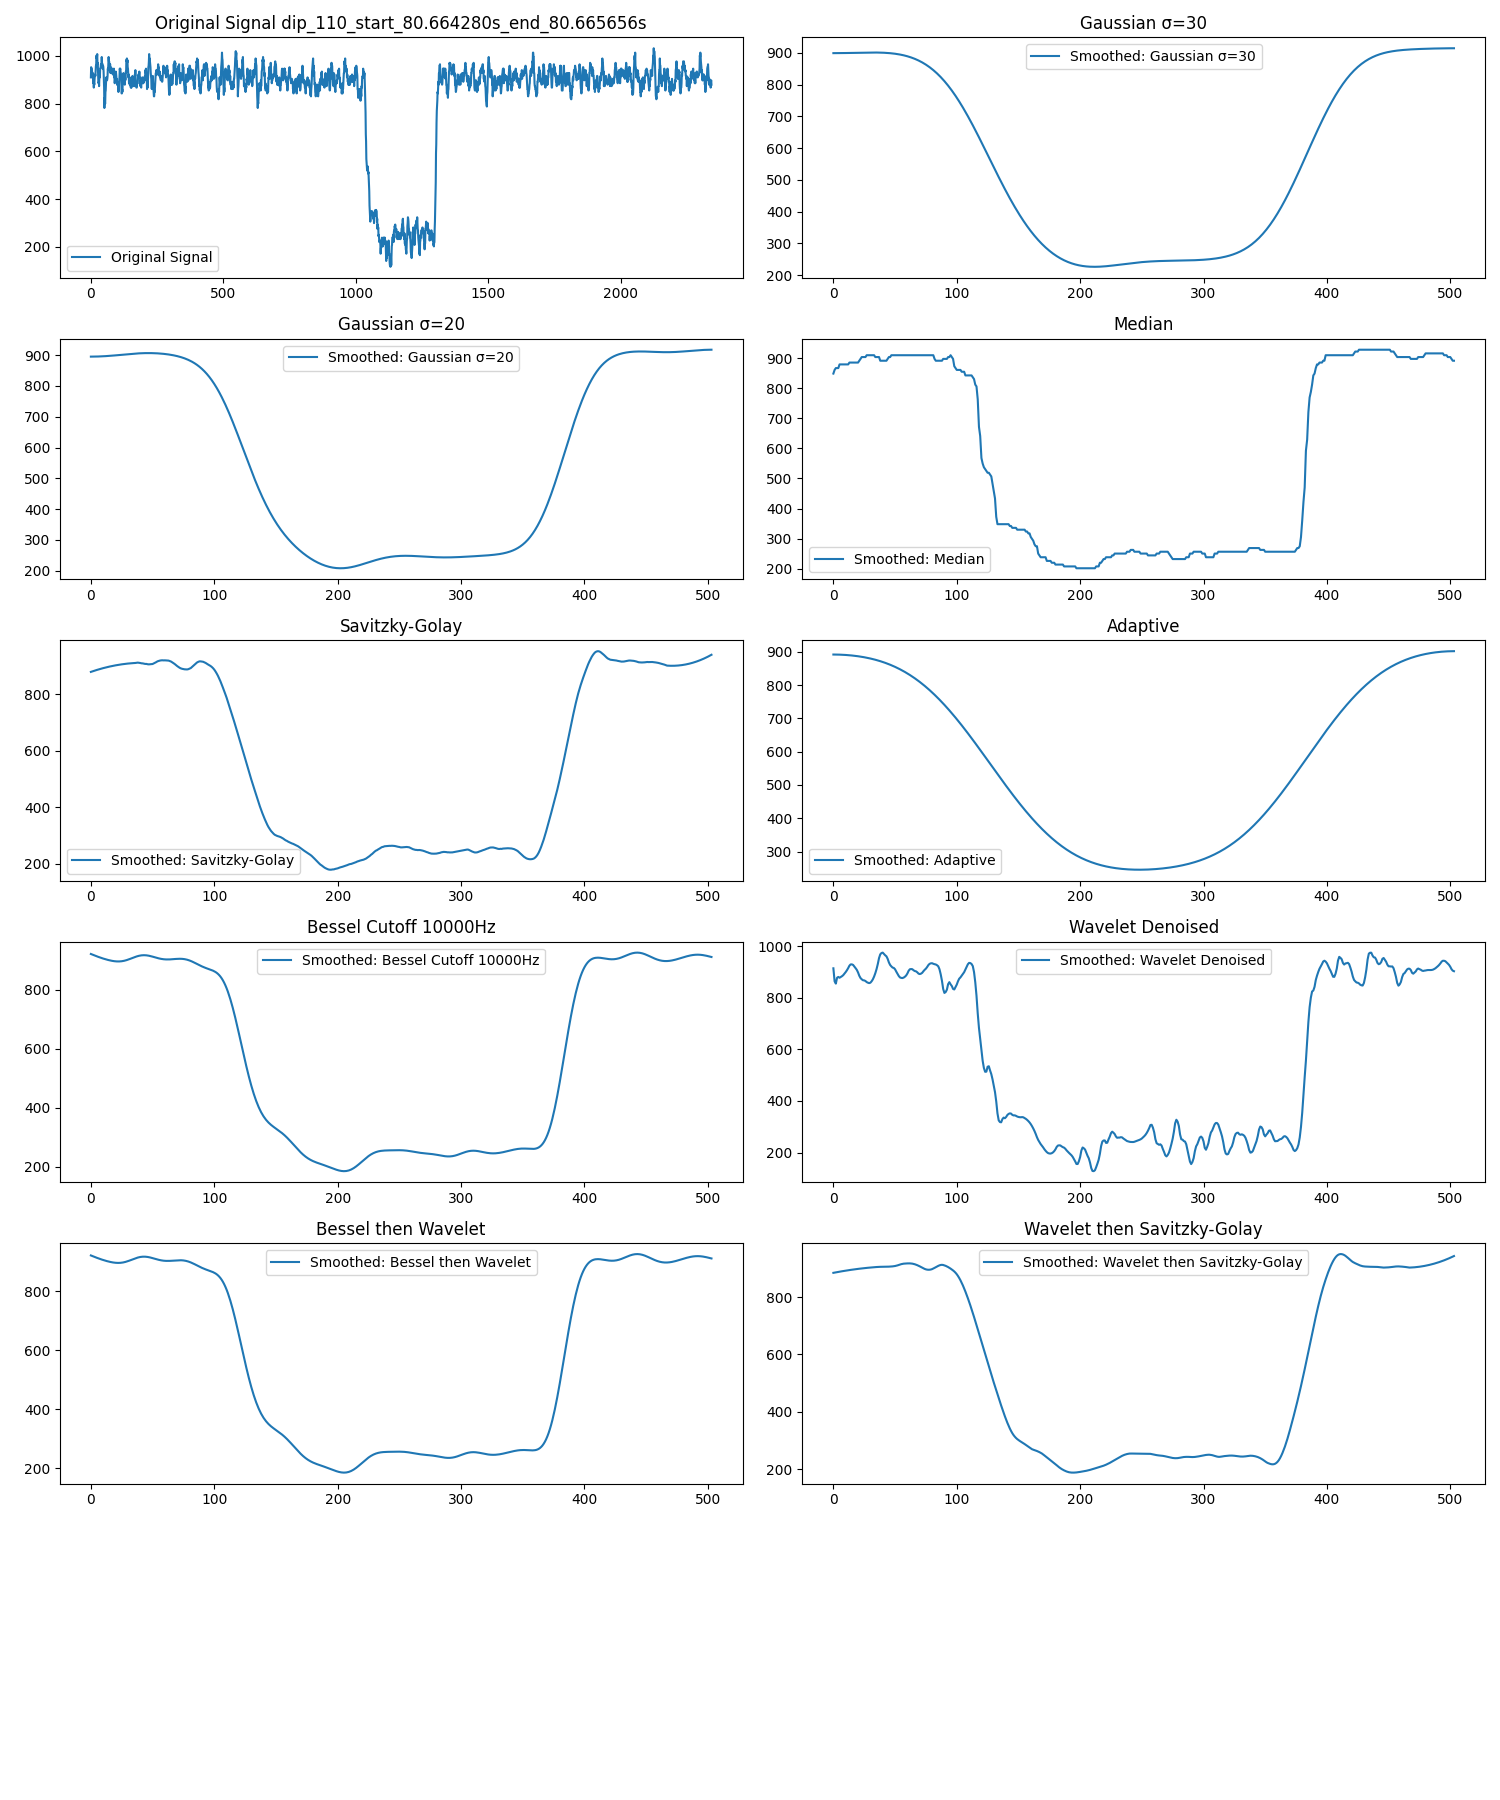 Original Signal dip_110_start_80.664280s_end_80.665656s
1000
800
600
400
200
Original Signal
0 500 1000 1500 2000
Gaussian σ=30
900
800
700
600
500
400
300
200
Smoothed: Gaussian σ=30
0 100 200 300 400 500
Gaussian σ=20
900
800
700
600
500
400
300
200
Smoothed: Gaussian σ=20
0 100 200 300 400 500
Median
900
800
700
600
500
400
300
200
Smoothed: Median
0 100 200 300 400 500
Savitzky-Golay
800
600
400
200
Smoothed: Savitzky-Golay
0 100 200 300 400 500
Adaptive
900
800
700
600
500
400
300
Smoothed: Adaptive
0 100 200 300 400 500
Bessel Cutoff 10000Hz
800
600
400
200
Smoothed: Bessel Cutoff 10000Hz
0 100 200 300 400 500
Wavelet Denoised
1000
800
600
400
200
Smoothed: Wavelet Denoised
0 100 200 300 400 500
Bessel then Wavelet
800
600
400
200
Smoothed: Bessel then Wavelet
0 100 200 300 400 500
Wavelet then Savitzky-Golay
800
600
400
200
Smoothed: Wavelet then Savitzky-Golay
0 100 200 300 400 500